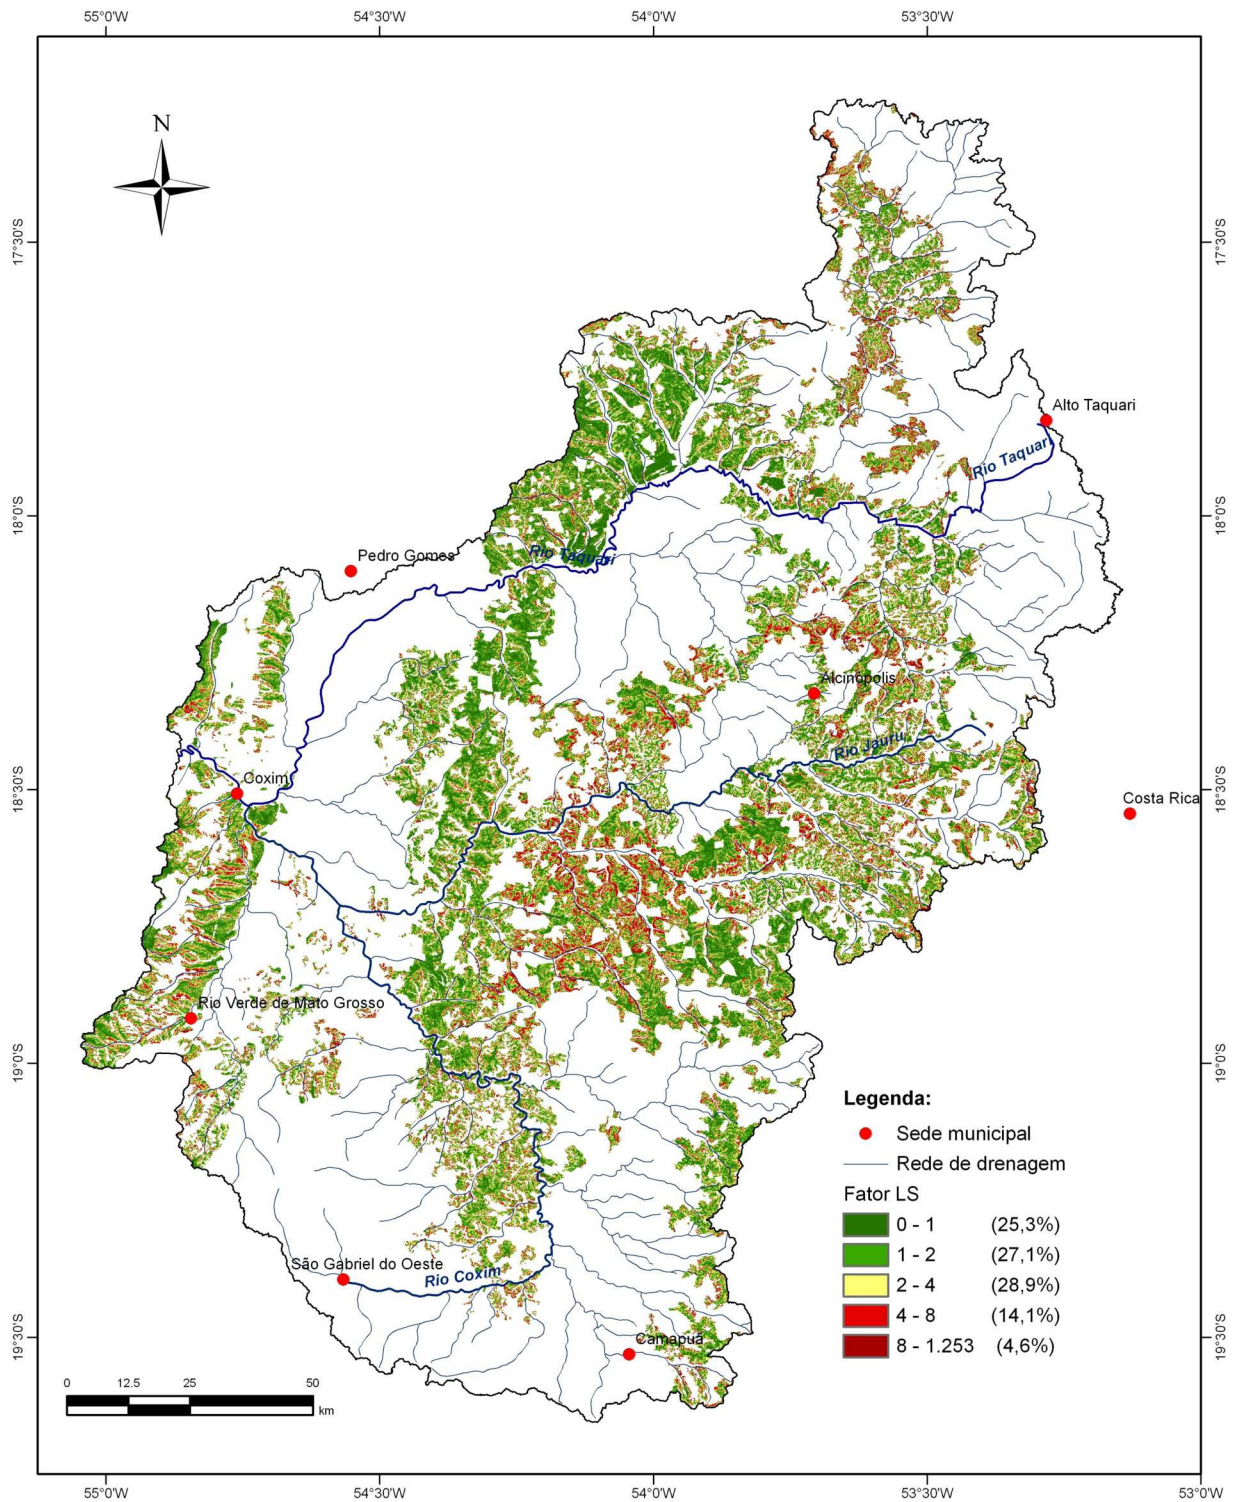 55°0'W 54°30'W 54°0'W 53°30'W
N
17°30'S 17°30'S
Alto Taquari
Rio Taquari
18°0'S 18°0'S
Pedro Gomes
Rio Taquari
Alcinópolis
Rio Jauru
Coxim
18°30'S 18°30'S
Costa Rica
Rio Verde de Mato Grosso
19°0'S 19°0'S
Legenda:
Sede municipal
Rede de drenagem
Fator LS
0 - 1 (25,3%)
1 - 2 (27,1%)
2 - 4 (28,9%)
4 - 8 (14,1%)
8 - 1.253 (4,6%)
São Gabriel do Oeste
Rio Coxim
19°30'S 19°30'S
Camapuã
0 12.5 25 50
km
55°0'W 54°30'W 54°0'W 53°30'W 53°0'W